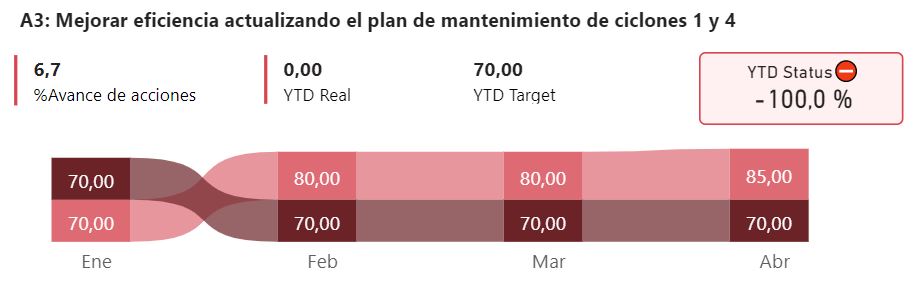 A3: Mejorar eficiencia actualizando el plan de mantenimiento de ciclones 1 y 4
6,7
%Avance de acciones
0,00
YTD Real
70,00
YTD Target
YTD Status
-100,0 %
70,00 80,00 80,00 85,00
70,00 70,00 70,00 70,00
Ene Feb Mar Abr